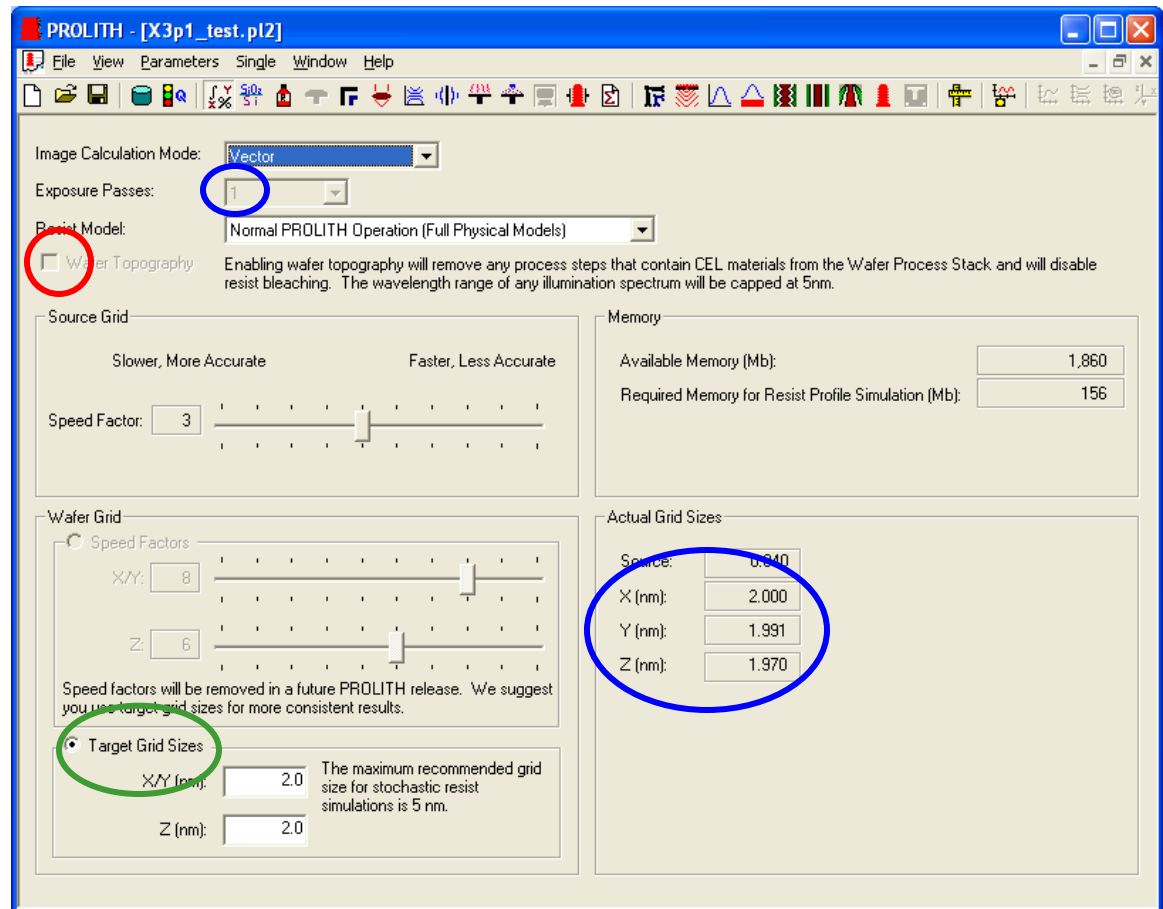 PROLITH - [X3p1_test.pl2]
File View Parameters Single Window Help
Image Calculation Mode: Vector
Exposure Passes: 1
Resist Model: Normal PROLITH Operation (Full Physical Models)
Wafer Topography
Enabling wafer topography will remove any process steps that contain CEL materials from the Wafer Process Stack and will disable
resist bleaching. The wavelength range of any illumination spectrum will be capped at 5nm.
Source Grid
Slower, More Accurate Faster, Less Accurate
Speed Factor: 3
Memory
Available Memory (Mb): 1,860
Required Memory for Resist Profile Simulation (Mb): 156
Wafer Grid
Speed Factors
X/Y: 8
Z: 6
Speed factors will be removed in a future PROLITH release. We suggest
you use target grid sizes for more consistent results.
Target Grid Sizes
X/Y (nm): 2.0
The maximum recommended grid
size for stochastic resist
simulations is 5 nm.
Z (nm): 2.0
Actual Grid Sizes
Source: 0.040
X (nm): 2.000
Y (nm): 1.991
Z (nm): 1.970